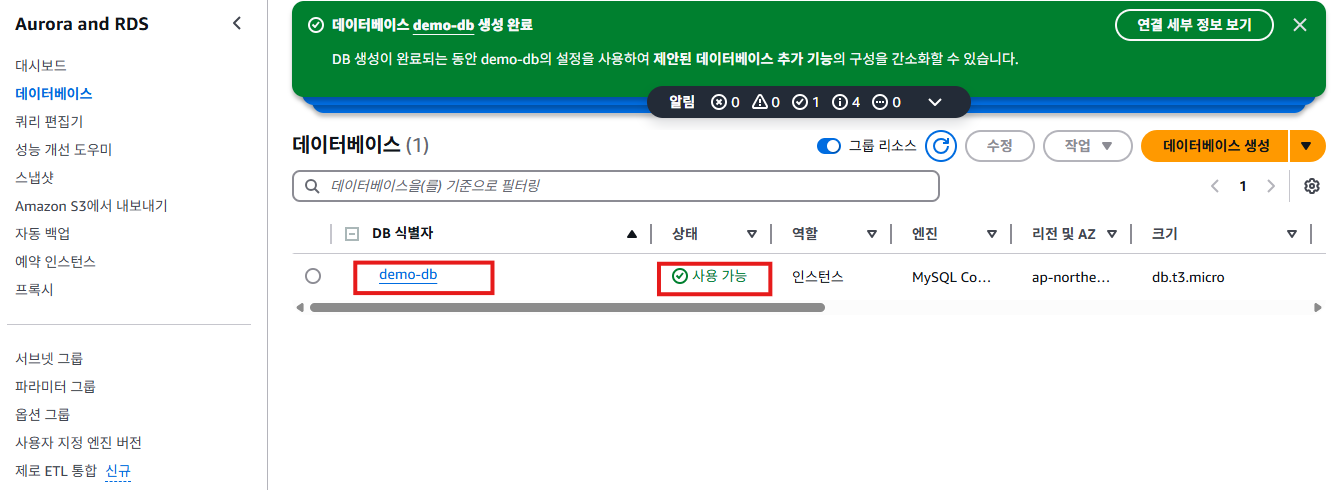 Aurora and RDS
대시보드
데이터베이스
쿼리 편집기
성능 개선 도우미
스냅샷
Amazon S3에서 내보내기
자동 백업
예약 인스턴스
프록시
서브넷 그룹
파라미터 그룹
옵션 그룹
사용자 지정 엔진 버전
제로 ETL 통합 신규
데이터베이스 demo-db 생성 완료
연결 세부 정보 보기
DB 생성이 완료되는 동안 demo-db의 설정을 사용하여 제안된 데이터베이스 추가 기능의 구성을 간소화할 수 있습니다.
알림 0 0 1 4 0
데이터베이스 (1) 그룹 리소스 수정 작업 데이터베이스 생성
데이터베이스을(를) 기준으로 필터링 1
DB 식별자 상태 역할 엔진 리전 및 AZ 크기
demo-db 사용 가능 인스턴스 MySQL Co... ap-northe... db.t3.micro